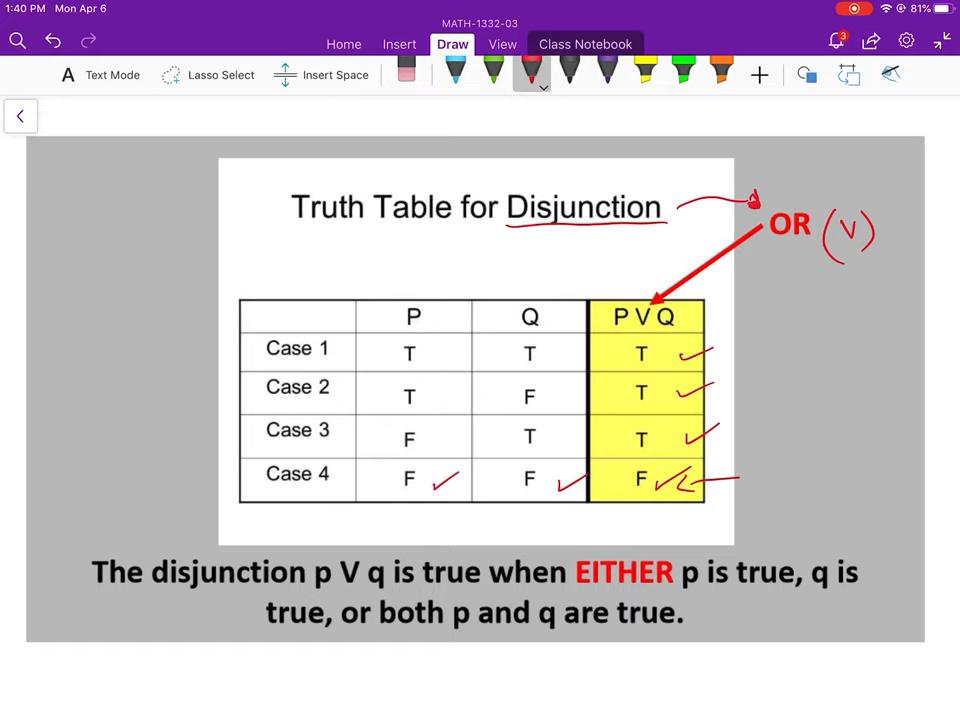 1:40 PM Mon Apr 6
81%
MATH-1332-03
Home Insert Draw View Class Notebook
3
A Text Mode Lasso Select Insert Space
Truth Table for Disjunction
OR (V)
P Q P V Q
Case 1 T T T
Case 2 T F T
Case 3 F T T
Case 4 F F F
The disjunction p V q is true when EITHER p is true, q is
true, or both p and q are true.